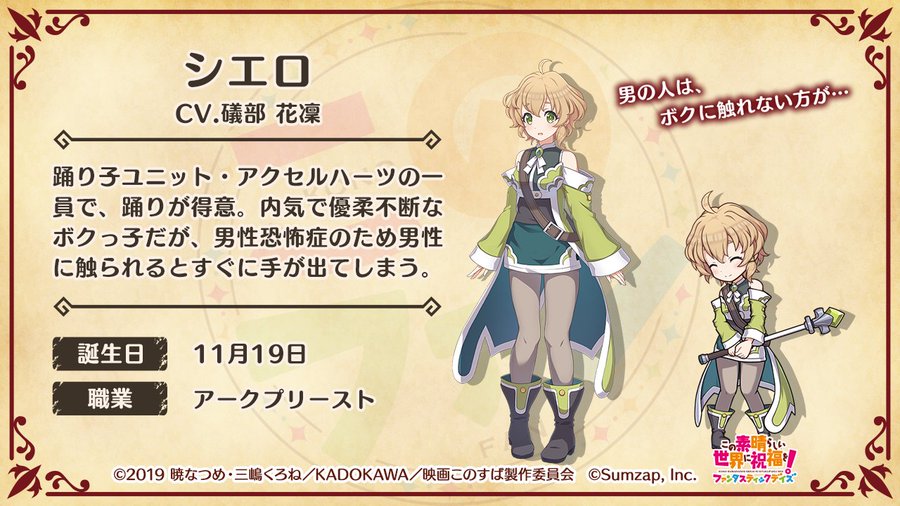 シエロ
CV.礒部 花凜
男の人は、
ボクに触れない方が…
踊り子ユニット・アクセルハーツの一
員で、踊りが得意。内気で優柔不断な
ボクっ子だが、男性恐怖症のため男性
に触られるとすぐに手が出てしまう。
誕生日 11月19日
職業 アークプリースト
この素晴らしい
世界に祝福を!
ファンタスティックデイズ
©2019 暁なつめ・三嶋くろね/KADOKAWA/映画このすば製作委員会 ©Sumzap, Inc.